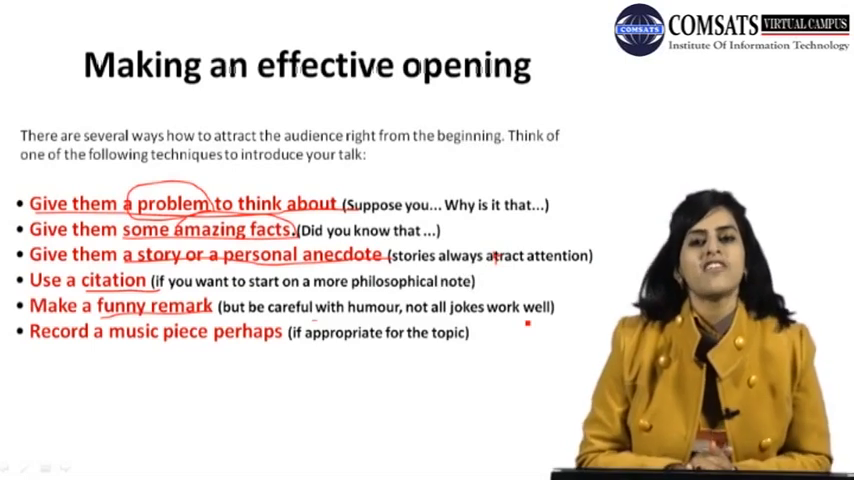 COMSATS VIRTUAL CAMPUS
COMSATS
Institute Of Information Technology
Making an effective opening
There are several ways how to attract the audience right from the beginning. Think of
one of the following techniques to introduce your talk:
• Give them a problem to think about (Suppose you... Why is it that...)
• Give them some amazing facts. (Did you know that ...)
• Give them a story or a personal anecdote (stories always atract attention)
• Use a citation (if you want to start on a more philosophical note)
• Make a funny remark (but be careful with humour, not all jokes work well)
• Record a music piece perhaps (if appropriate for the topic)